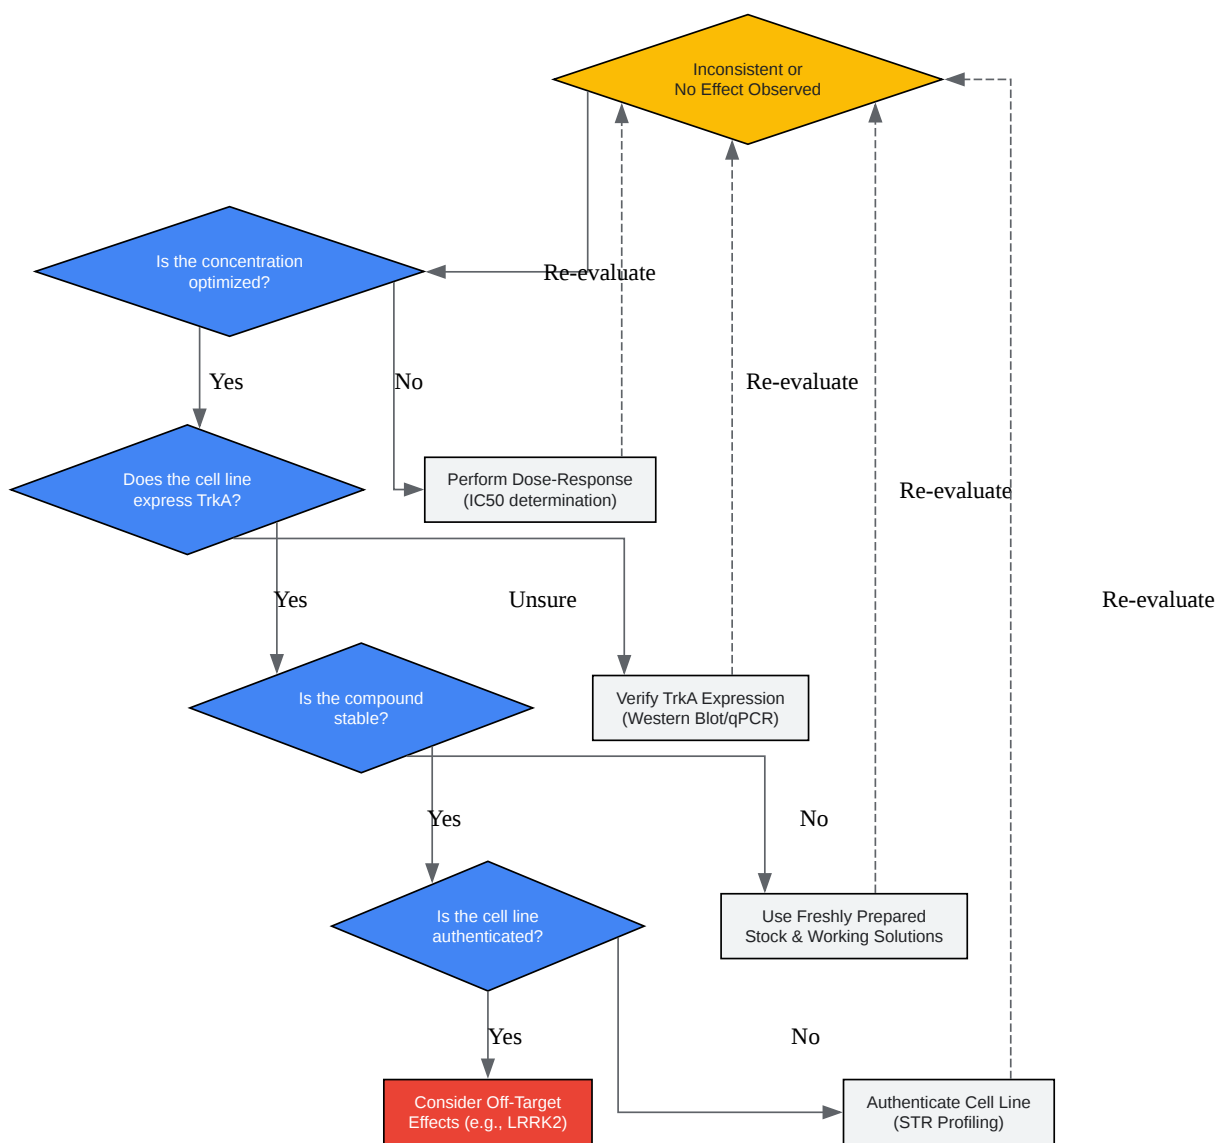 Inconsistent or
No Effect Observed
Is the concentration
optimized?
Re-evaluate
Yes
No
Re-evaluate
Does the cell line
express TrkA?
Perform Dose-Response
(IC50 determination)
Re-evaluate
Yes
Unsure
Re-evaluate
Is the compound
stable?
Verify TrkA Expression
(Western Blot/qPCR)
Yes
No
Is the cell line
authenticated?
Use Freshly Prepared
Stock & Working Solutions
Yes
No
Consider Off-Target
Effects (e.g., LRRK2)
Authenticate Cell Line
(STR Profiling)